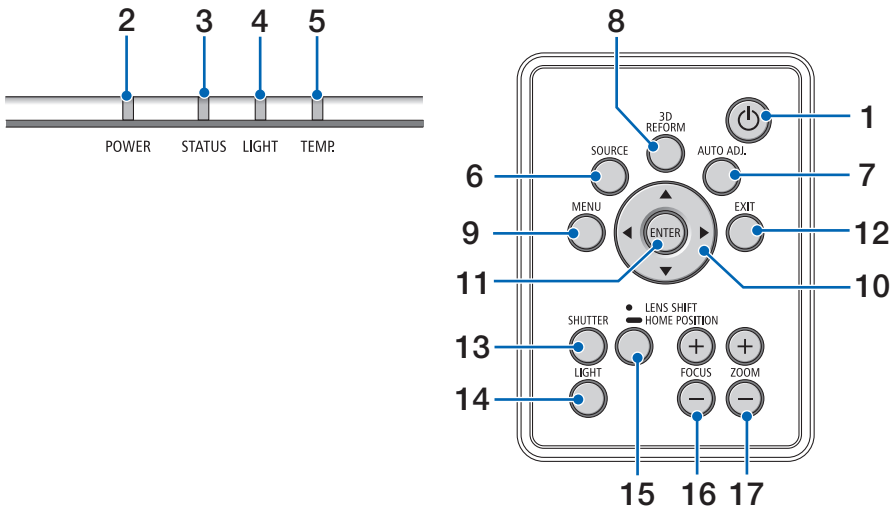 2 3 4 5
POWER STATUS LIGHT TEMP.
8
3D
REFORM
1
SOURCE AUTO ADJ.
6 7
MENU EXIT
9 ENTER 12
11 10
LENS SHIFT
SHUTTER HOME POSITION
13
LIGHT FOCUS ZOOM
14
15 16 17